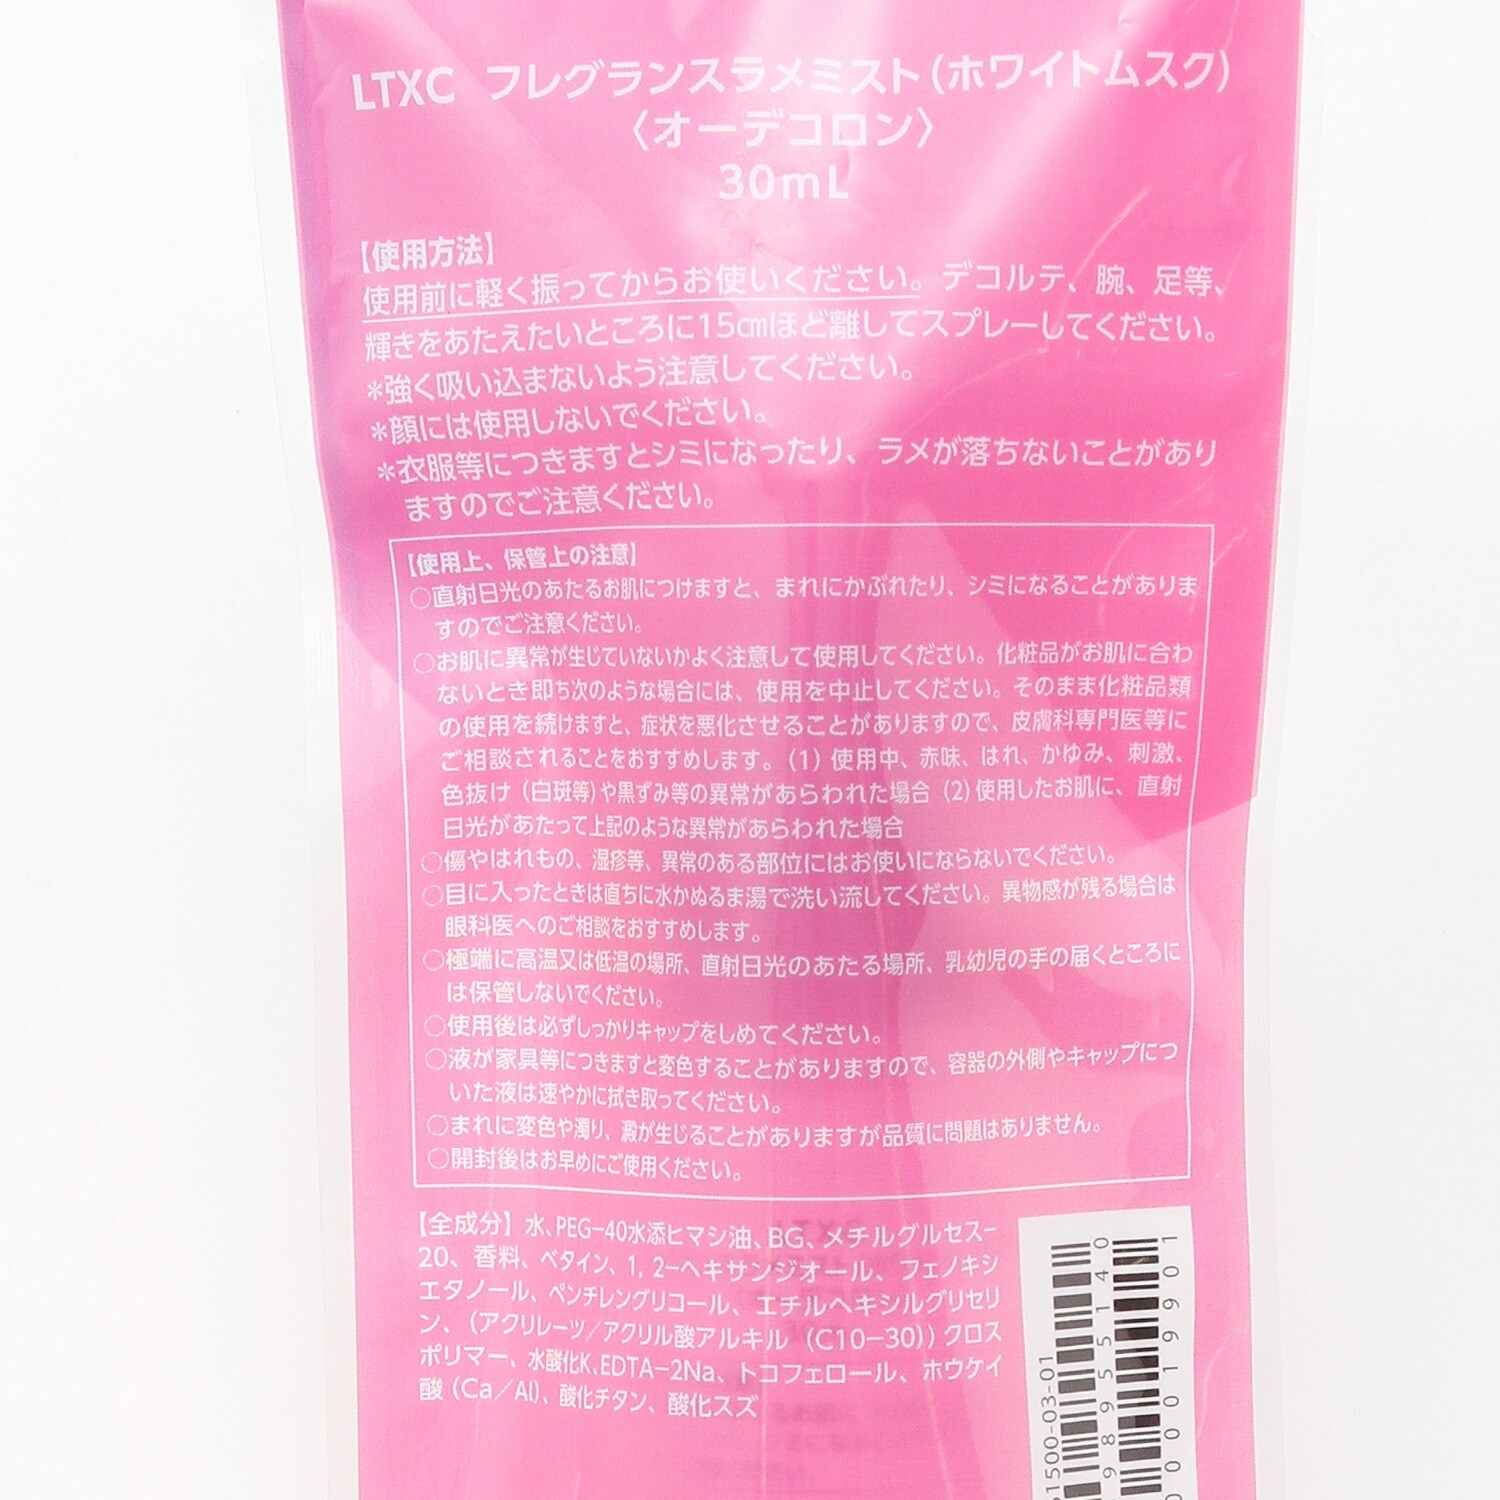 LTXC フレグランスラメミスト（ホワイトムスク）
〈オーデコロン〉
30mL
【使用方法】
使用前に軽く振ってからお使いください。デコルテ、腕、足等、
輝きをあたえたいところに15cmほど離してスプレーしてください。
＊強く吸い込まないよう注意してください。
＊顔には使用しないでください。
＊衣服等につきますとシミになったり、ラメが落ちないことがあり
ますのでご注意ください。
【使用上、保管上の注意】
○直射日光のあたるお肌につけますと、まれにかぶれたり、シミになることがありま
すのでご注意ください。
○お肌に異常が生じていないかよく注意して使用してください。化粧品がお肌に合わ
ないとき即ち次のような場合には、使用を中止してください。そのまま化粧品類
の使用を続けますと、症状を悪化させることがありますので、皮膚科専門医等に
ご相談されることをおすすめします。（1）使用中、赤味、はれ、かゆみ、刺激、
色抜け（白斑等）や黒ずみ等の異常があらわれた場合（2）使用したお肌に、直射
日光があたって上記のような異常があらわれた場合
○傷やはれもの、湿疹等、異常のある部位にはお使いにならないでください。
○目に入ったときは直ちに水かぬるま湯で洗い流してください。異物感が残る場合は
眼科医へのご相談をおすすめします。
○極端に高温又は低温の場所、直射日光のあたる場所、乳幼児の手の届くところに
は保管しないでください。
○使用後は必ずしっかりキャップをしめてください。
○液が家具等につきますと変色することがありますので、容器の外側やキャップにつ
いた液は速やかに拭き取ってください。
○まれに変色や濁り、澱が生じることがありますが品質に問題はありません。
○開封後はお早めにご使用ください。
【全成分】水、PEG−40水添ヒマシ油、BG、メチルグルセス−
20、香料、ベタイン、1，2−ヘキサンジオール、フェノキシ
エタノール、ペンチレングリコール、エチルヘキシルグリセリ
ン、（アクリレーツ／アクリル酸アルキル（C10−30））クロス
ポリマー、水酸化K、EDTA−2Na、トコフェロール、ホウケイ
酸（Ca／Al）、酸化チタン、酸化スズ
1500-03-01
98955140
000019901